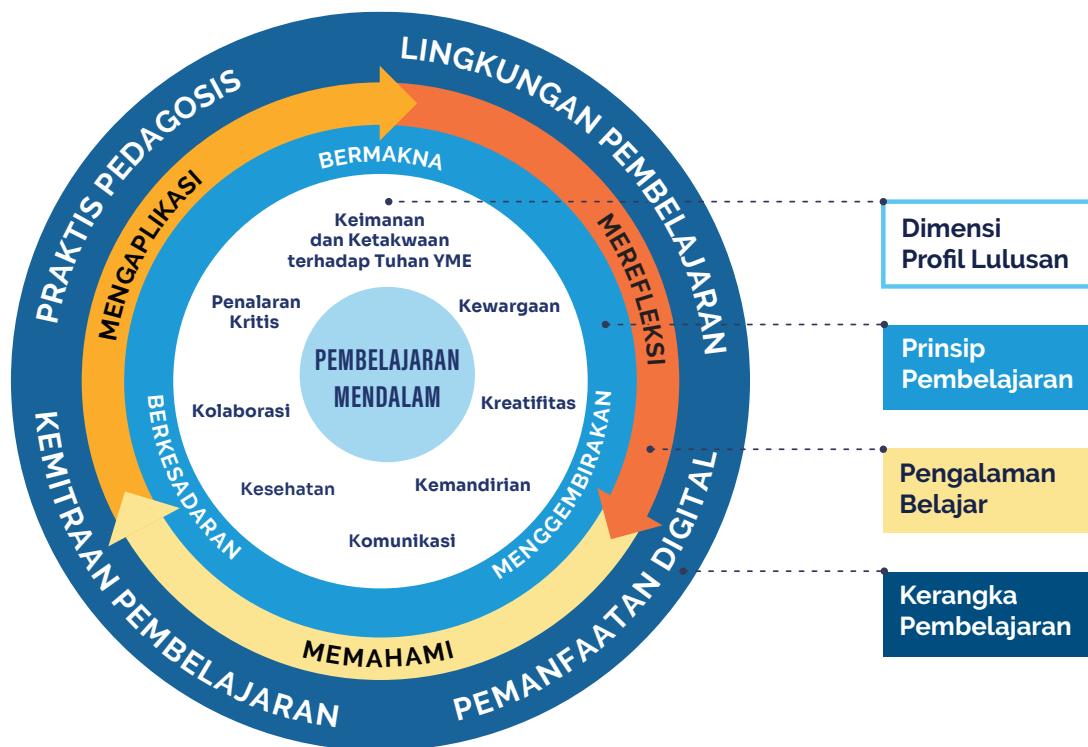 PRAKTIS PEDAGOSIS
LINGKUNGAN PEMBELAJARAN
PEMANFAATAN DIGITAL
KEMITRAAN PEMBELAJARAN
MENGAPLIKASI
MEREFLEKSI
MEMAHAMI
BERMAKNA
MENGGEMBIRAKAN
BERKESADARAN
Keimanan
dan Ketakwaan
terhadap Tuhan YME
Kewargaan
Kreatifitas
Kemandirian
Komunikasi
Kesehatan
Kolaborasi
Penalaran
Kritis
PEMBELAJARAN
MENDALAM
Dimensi
Profil Lulusan
Prinsip
Pembelajaran
Pengalaman
Belajar
Kerangka
Pembelajaran